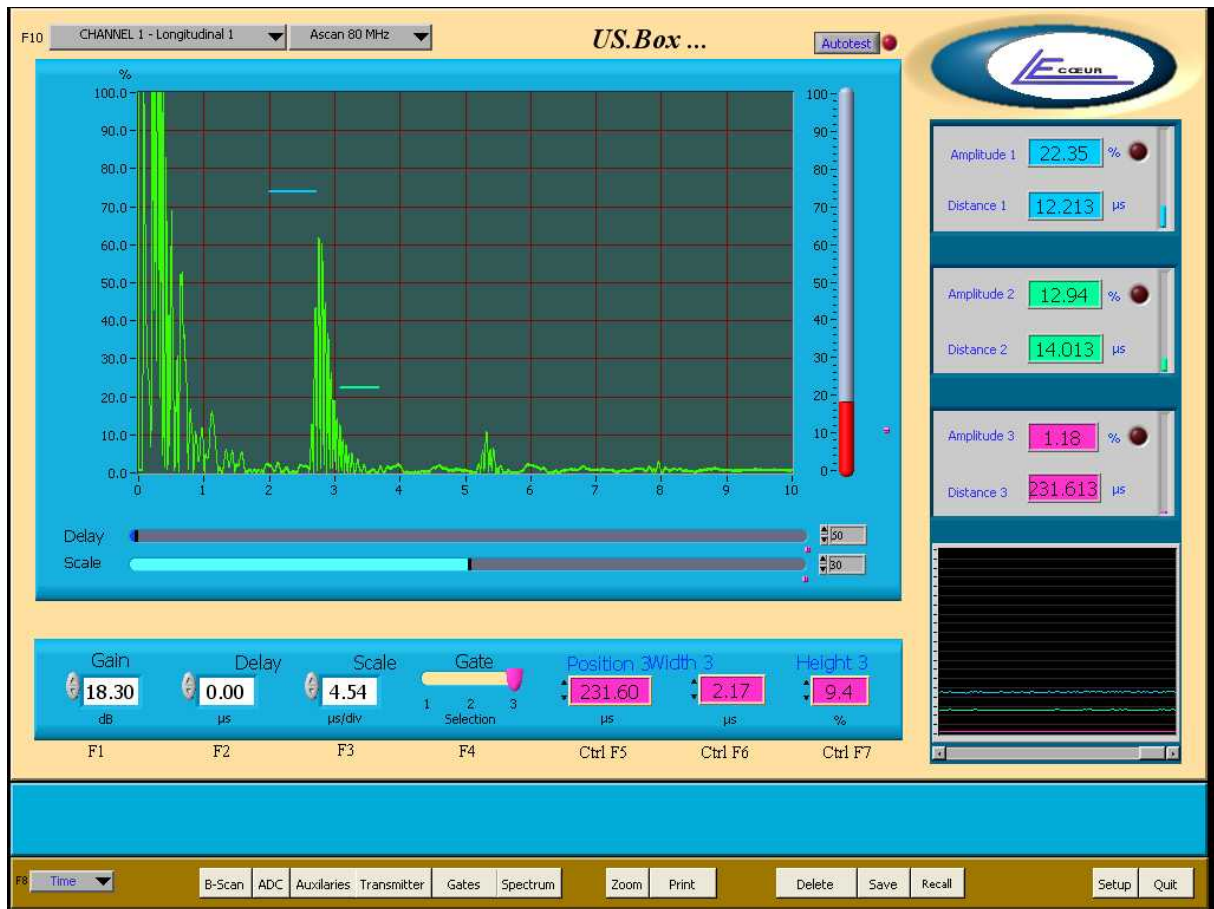 F10 CHANNEL 1 - Longitudinal 1 Ascan 80 MHz US.Box ... Autotest
LECŒUR
%
100.0
90.0
80.0
70.0
60.0
50.0
40.0
30.0
20.0
10.0
0.0
0 1 2 3 4 5 6 7 8 9 10
100
90
80
70
60
50
40
30
20
10
0
Delay 50
Scale 30
Amplitude 1 22.35 %
Distance 1 12.213 µs
Amplitude 2 12.94 %
Distance 2 14.013 µs
Amplitude 3 1.18 %
Distance 3 231.613 µs
Gain Delay Scale Gate Position 3 Width 3 Height 3
18.30 0.00 4.54 1 2 3 231.60 2.17 9.4
dB µs µs/div Selection µs µs %
F1 F2 F3 F4 Ctrl F5 Ctrl F6 Ctrl F7
F8 Time B-Scan ADC Auxilaries Transmitter Gates Spectrum Zoom Print Delete Save Recall Setup Quit